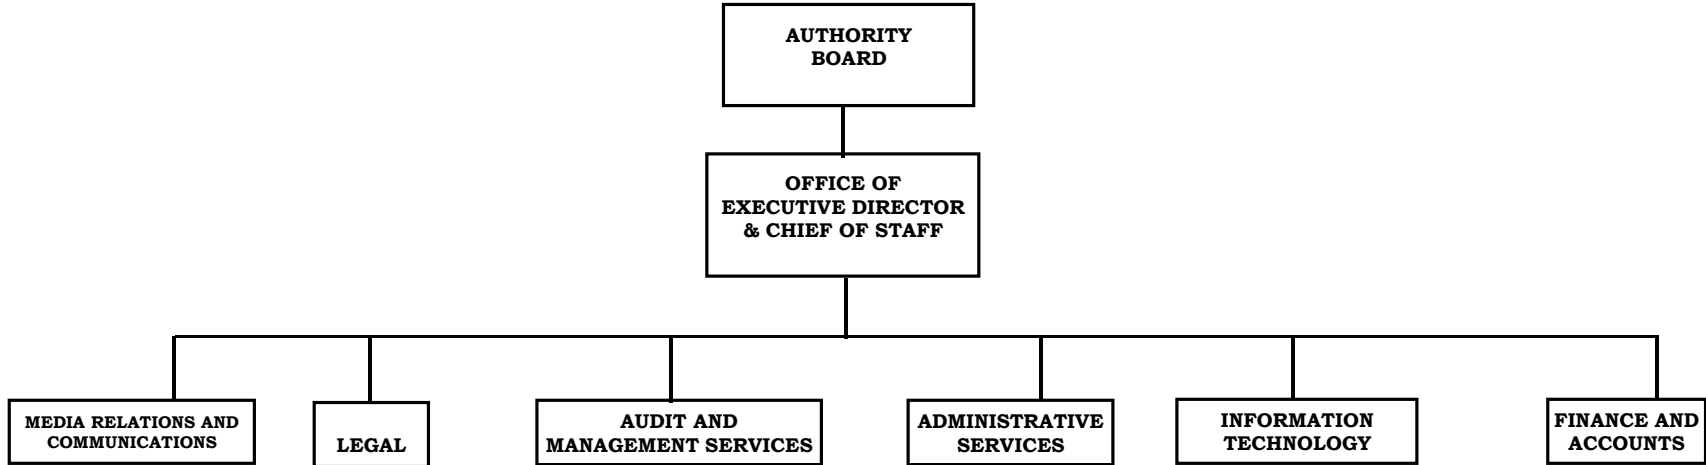 AUTHORITY
BOARD
OFFICE OF
EXECUTIVE DIRECTOR
& CHIEF OF STAFF
MEDIA RELATIONS AND
COMMUNICATIONS
LEGAL
AUDIT AND
MANAGEMENT SERVICES
ADMINISTRATIVE
SERVICES
INFORMATION
TECHNOLOGY
FINANCE AND
ACCOUNTS